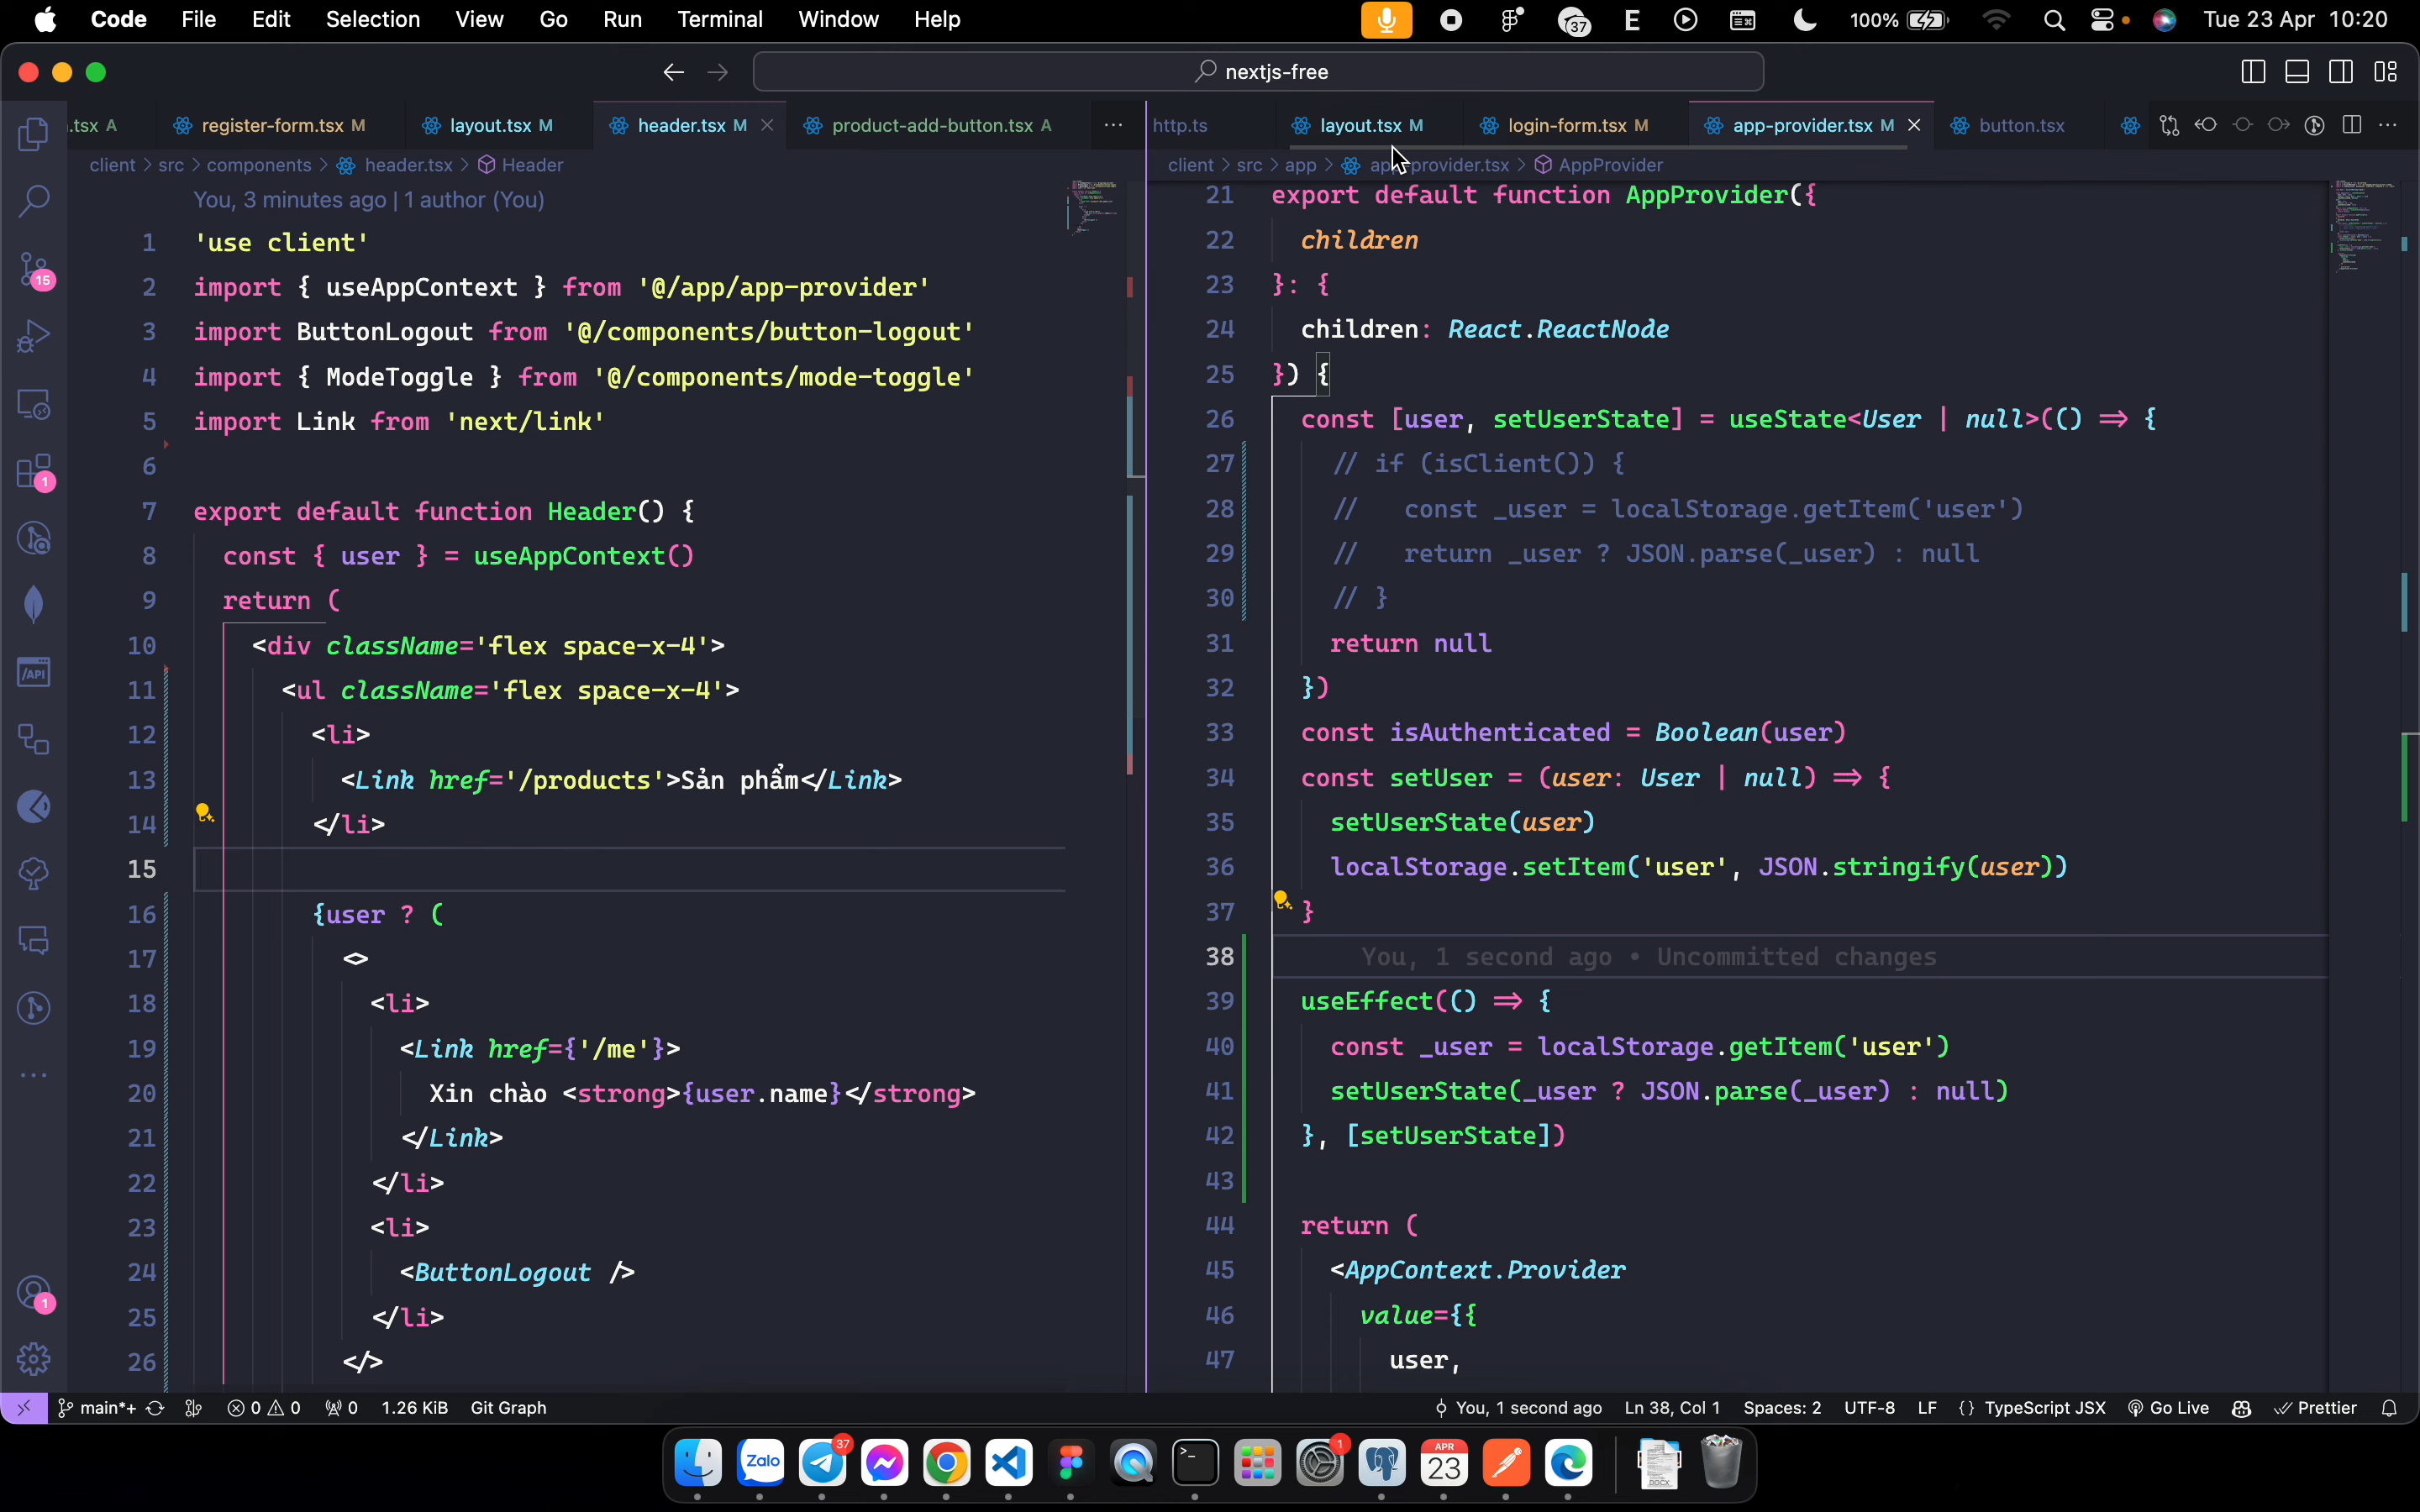 Code File Edit Selection View Go Run Terminal Window Help 37 E 100% Tue 23 Apr 10:20
nextjs-free
.tsx A register-form.tsx M layout.tsx M header.tsx M product-add-button.tsx A ···
client > src > components > header.tsx > Header
You, 3 minutes ago | 1 author (You)
1 'use client'
2 import { useAppContext } from '@/app/app-provider'
3 import ButtonLogout from '@/components/button-logout'
4 import { ModeToggle } from '@/components/mode-toggle'
5 import Link from 'next/link'
6
7 export default function Header() {
8 const { user } = useAppContext()
9 return (
10 <div className='flex space-x-4'>
11 <ul className='flex space-x-4'>
12 <li>
13 <Link href='/products'>Sản phẩm</Link>
14 </li>
15
16 {user ? (
17 <>
18 <li>
19 <Link href={'/me'}>
20 Xin chào <strong>{user.name}</strong>
21 </Link>
22 </li>
23 <li>
24 <ButtonLogout />
25 </li>
26 </>
http.ts layout.tsx M login-form.tsx M app-provider.tsx M button.tsx
client > src > app > app-provider.tsx > AppProvider
21 export default function AppProvider({
22 children
23 }: {
24 children: React.ReactNode
25 }) {
26 const [user, setUserState] = useState<User | null>(() => {
27 // if (isClient()) {
28 // const _user = localStorage.getItem('user')
29 // return _user ? JSON.parse(_user) : null
30 // }
31 return null
32 })
33 const isAuthenticated = Boolean(user)
34 const setUser = (user: User | null) => {
35 setUserState(user)
36 localStorage.setItem('user', JSON.stringify(user))
37 }
38 You, 1 second ago • Uncommitted changes
39 useEffect(() => {
40 const _user = localStorage.getItem('user')
41 setUserState(_user ? JSON.parse(_user) : null)
42 }, [setUserState])
43
44 return (
45 <AppContext.Provider
46 value={{
47 user,
15
1
/API
1
main*+ 0 0 0 1.26 KiB Git Graph You, 1 second ago Ln 38, Col 1 Spaces: 2 UTF-8 LF {} TypeScript JSX Go Live Prettier
Zalo 37 1 APR 23 DOCX